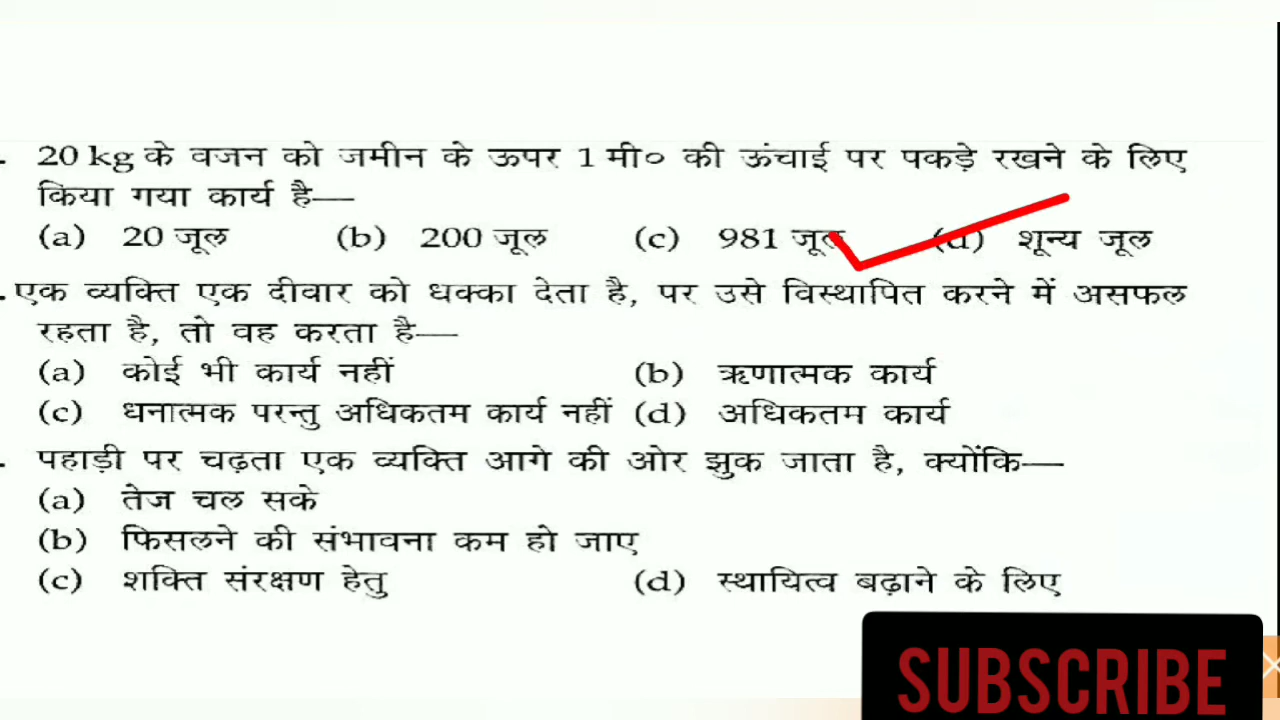 20 kg के वजन को जमीन के ऊपर 1 मी० की ऊंचाई पर पकड़े रखने के लिए
किया गया कार्य है—
(a) 20 जूल (b) 200 जूल (c) 981 जूल (d) शून्य जूल
एक व्यक्ति एक दीवार को धक्का देता है, पर उसे विस्थापित करने में असफल
रहता है, तो वह करता है—
(a) कोई भी कार्य नहीं (b) ऋणात्मक कार्य
(c) धनात्मक परन्तु अधिकतम कार्य नहीं (d) अधिकतम कार्य
पहाड़ी पर चढ़ता एक व्यक्ति आगे की ओर झुक जाता है, क्योंकि—
(a) तेज चल सके
(b) फिसलने की संभावना कम हो जाए
(c) शक्ति संरक्षण हेतु (d) स्थायित्व बढ़ाने के लिए
SUBSCRIBE